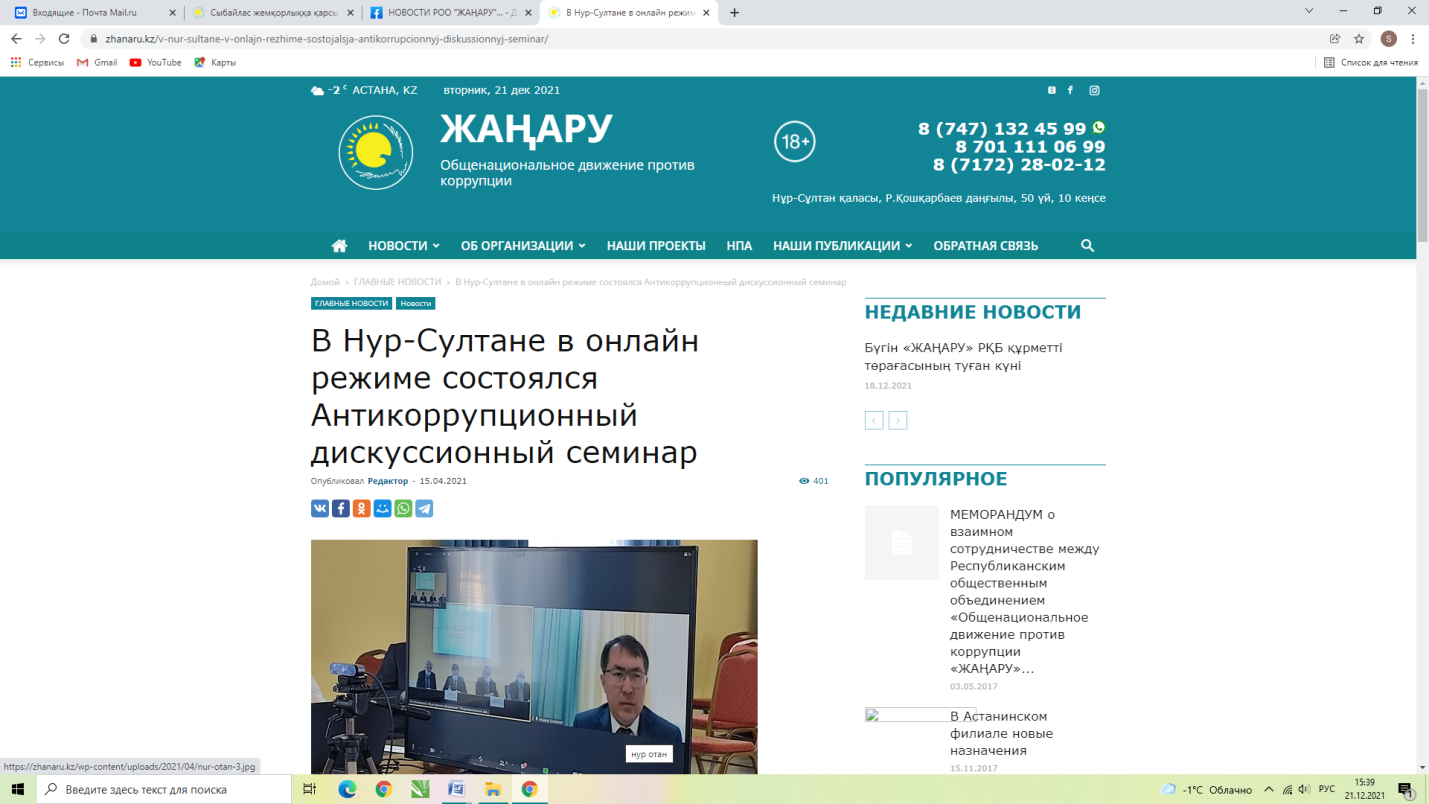 Входящие - Почта Mail.ru
Сыбайлас жемқорлыққа қарсы
НОВОСТИ РОО "ЖАҢАРУ"... - Д
В Нур-Султане в онлайн режим
zhanaru.kz/v-nur-sultane-v-onlajn-rezhime-sostojalsja-antikorrupcionnyj-diskussionnyj-seminar/
S
Сервисы Gmail YouTube Карты
Список для чтения
-2 C АСТАНА, KZ вторник, 21 дек 2021
ЖАҢАРУ
Общенациональное движение против
коррупции
18+
8 (747) 132 45 99
8 701 111 06 99
8 (7172) 28-02-12
Нұр-Сұлтан қаласы, Р.Қошқарбаев даңғылы, 50 үй, 10 кеңсе
НОВОСТИ ОБ ОРГАНИЗАЦИИ НАШИ ПРОЕКТЫ НПА НАШИ ПУБЛИКАЦИИ ОБРАТНАЯ СВЯЗЬ
Домой › ГЛАВНЫЕ НОВОСТИ › В Нур-Султане в онлайн режиме состоялся Антикоррупционный дискуссионный семинар
ГЛАВНЫЕ НОВОСТИ Новости
В Нур-Султане в онлайн
режиме состоялся
Антикоррупционный
дискуссионный семинар
Опубликовал Редактор - 15.04.2021
401
нур отан
НЕДАВНИЕ НОВОСТИ
Бүгін «ЖАҢАРУ» РҚБ құрметті
төрағасының туған күні
18.12.2021
ПОПУЛЯРНОЕ
МЕМОРАНДУМ о
взаимном
сотрудничестве между
Республиканским
общественным
объединением
«Общенациональное
движение против
коррупции
«ЖАҢАРУ»...
03.05.2017
В Астанинском
филиале новые
назначения
15.11.2017
https://zhanaru.kz/wp-content/uploads/2021/04/nur-otan-3.jpg
Введите здесь текст для поиска
-1°C Облачно
РУС
15:39
21.12.2021
1